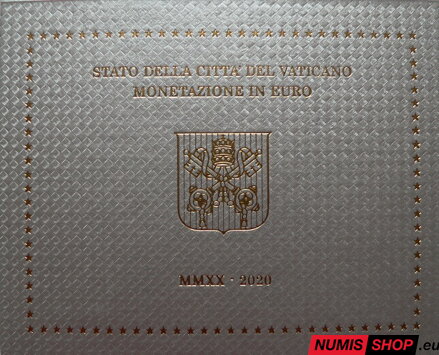 STATO DELLA CITTA' DEL VATICANO
MONETAZIONE IN EURO
MMXX · 2020
NUMIS SHOP.eu